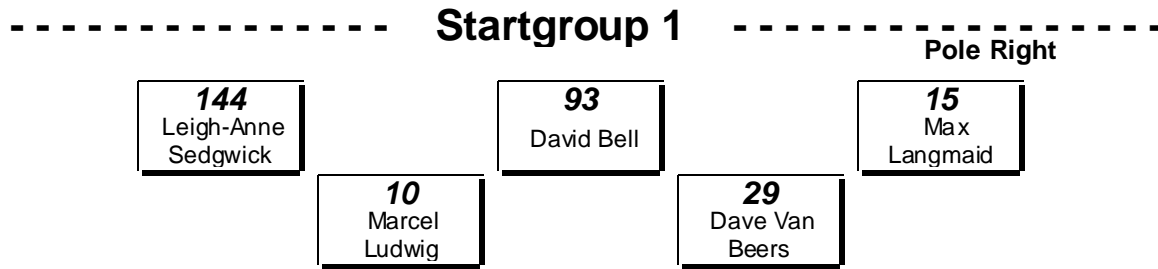 Startgroup 1
Pole Right
144
Leigh-Anne
Sedgwick
93
David Bell
15
Max
Langmaid
10
Marcel
Ludwig
29
Dave Van
Beers